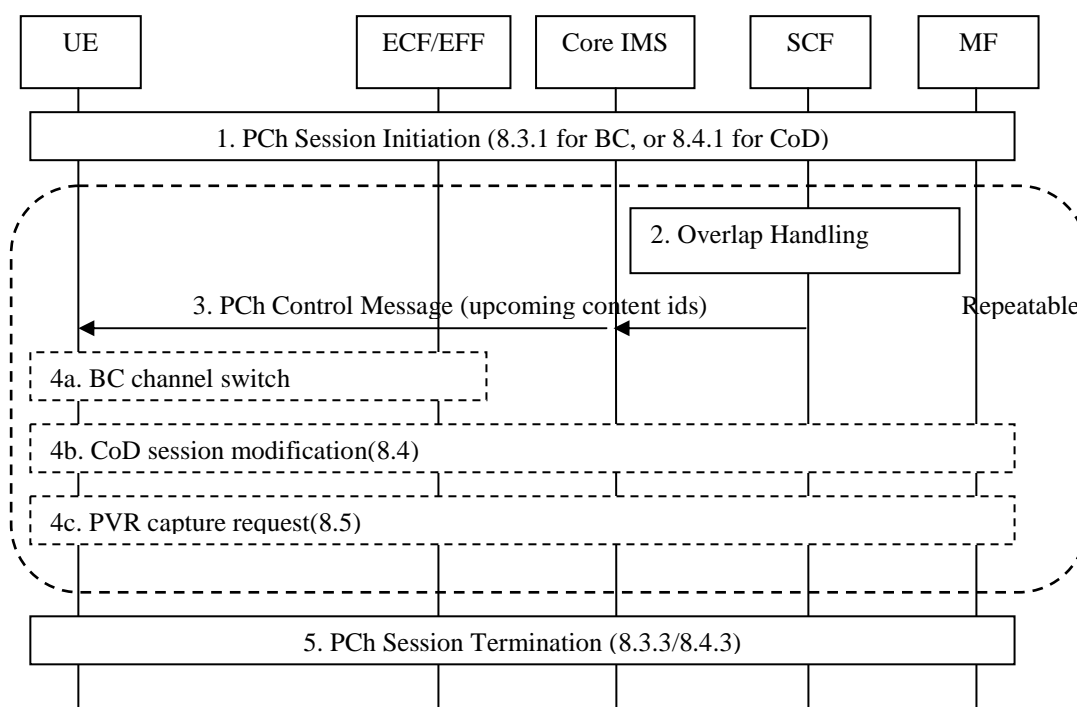 UE
ECF/EFF
Core IMS
SCF
MF
1. PCh Session Initiation (8.3.1 for BC, or 8.4.1 for CoD)
2. Overlap Handling
3. PCh Control Message (upcoming content ids)
Repeatable
4a. BC channel switch
4b. CoD session modification(8.4)
4c. PVR capture request(8.5)
5. PCh Session Termination (8.3.3/8.4.3)